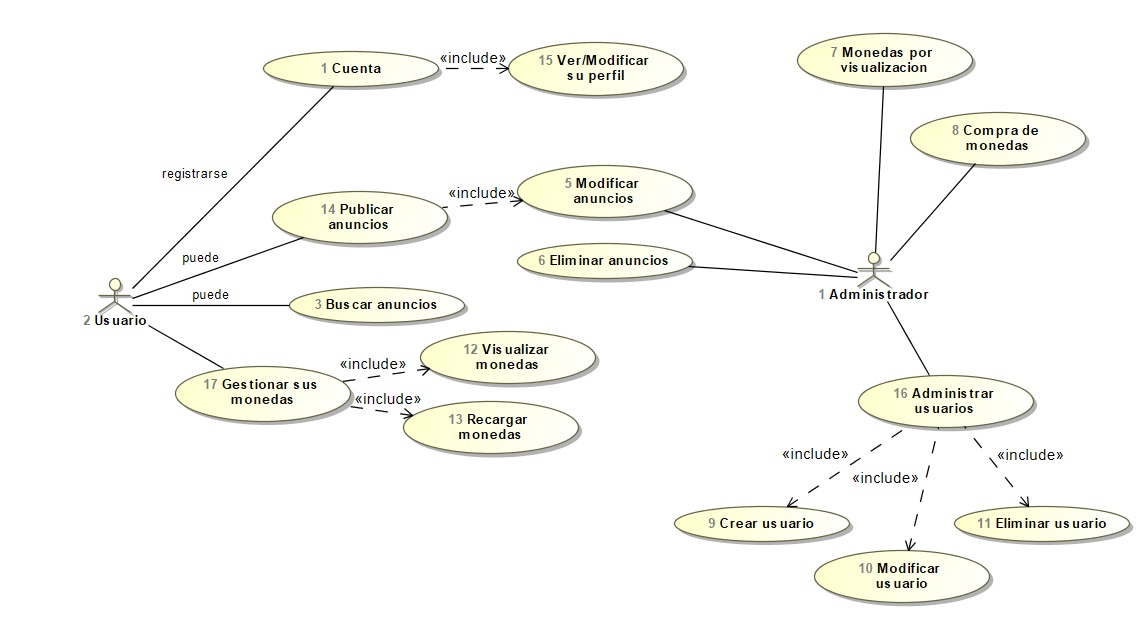 1 Cuenta
«include»
15 Ver/Modificar
su perfil
7 Monedas por
visualizacion
8 Compra de
monedas
registrarse
14 Publicar
anuncios
«include»
5 Modificar
anuncios
puede
6 Eliminar anuncios
1 Administrador
puede
3 Buscar anuncios
2 Usuario
17 Gestionar sus
monedas
«include»
12 Visualizar
monedas
«include»
13 Recargar
monedas
16 Administrar
usuarios
«include»
«include»
«include»
9 Crear usuario
11 Eliminar usuario
10 Modificar
usuario